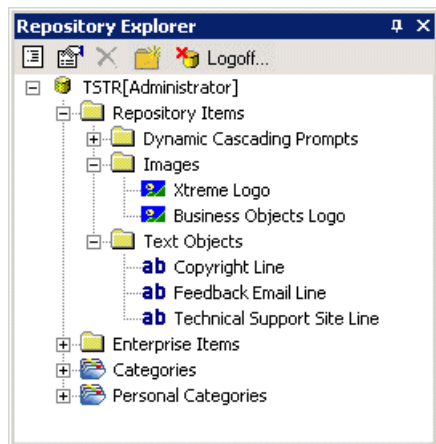 Repository Explorer
Logoff...
TSTR[Administrator]
Repository Items
Dynamic Cascading Prompts
Images
Xtreme Logo
Business Objects Logo
Text Objects
ab Copyright Line
ab Feedback Email Line
ab Technical Support Site Line
Enterprise Items
Categories
Personal Categories